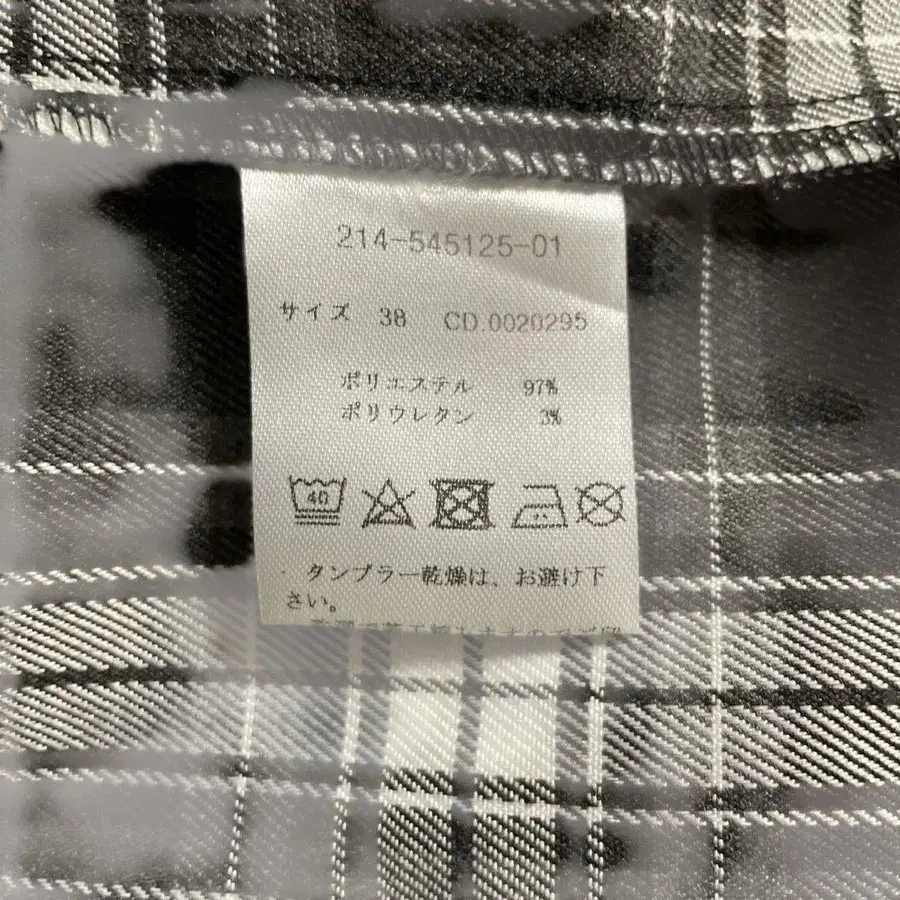 214-545125-01
サイズ 38 CD.0020295
ポリエステル 97%
ポリウレタン 3%
40
・タンブラー乾燥は、お避け下
さい。